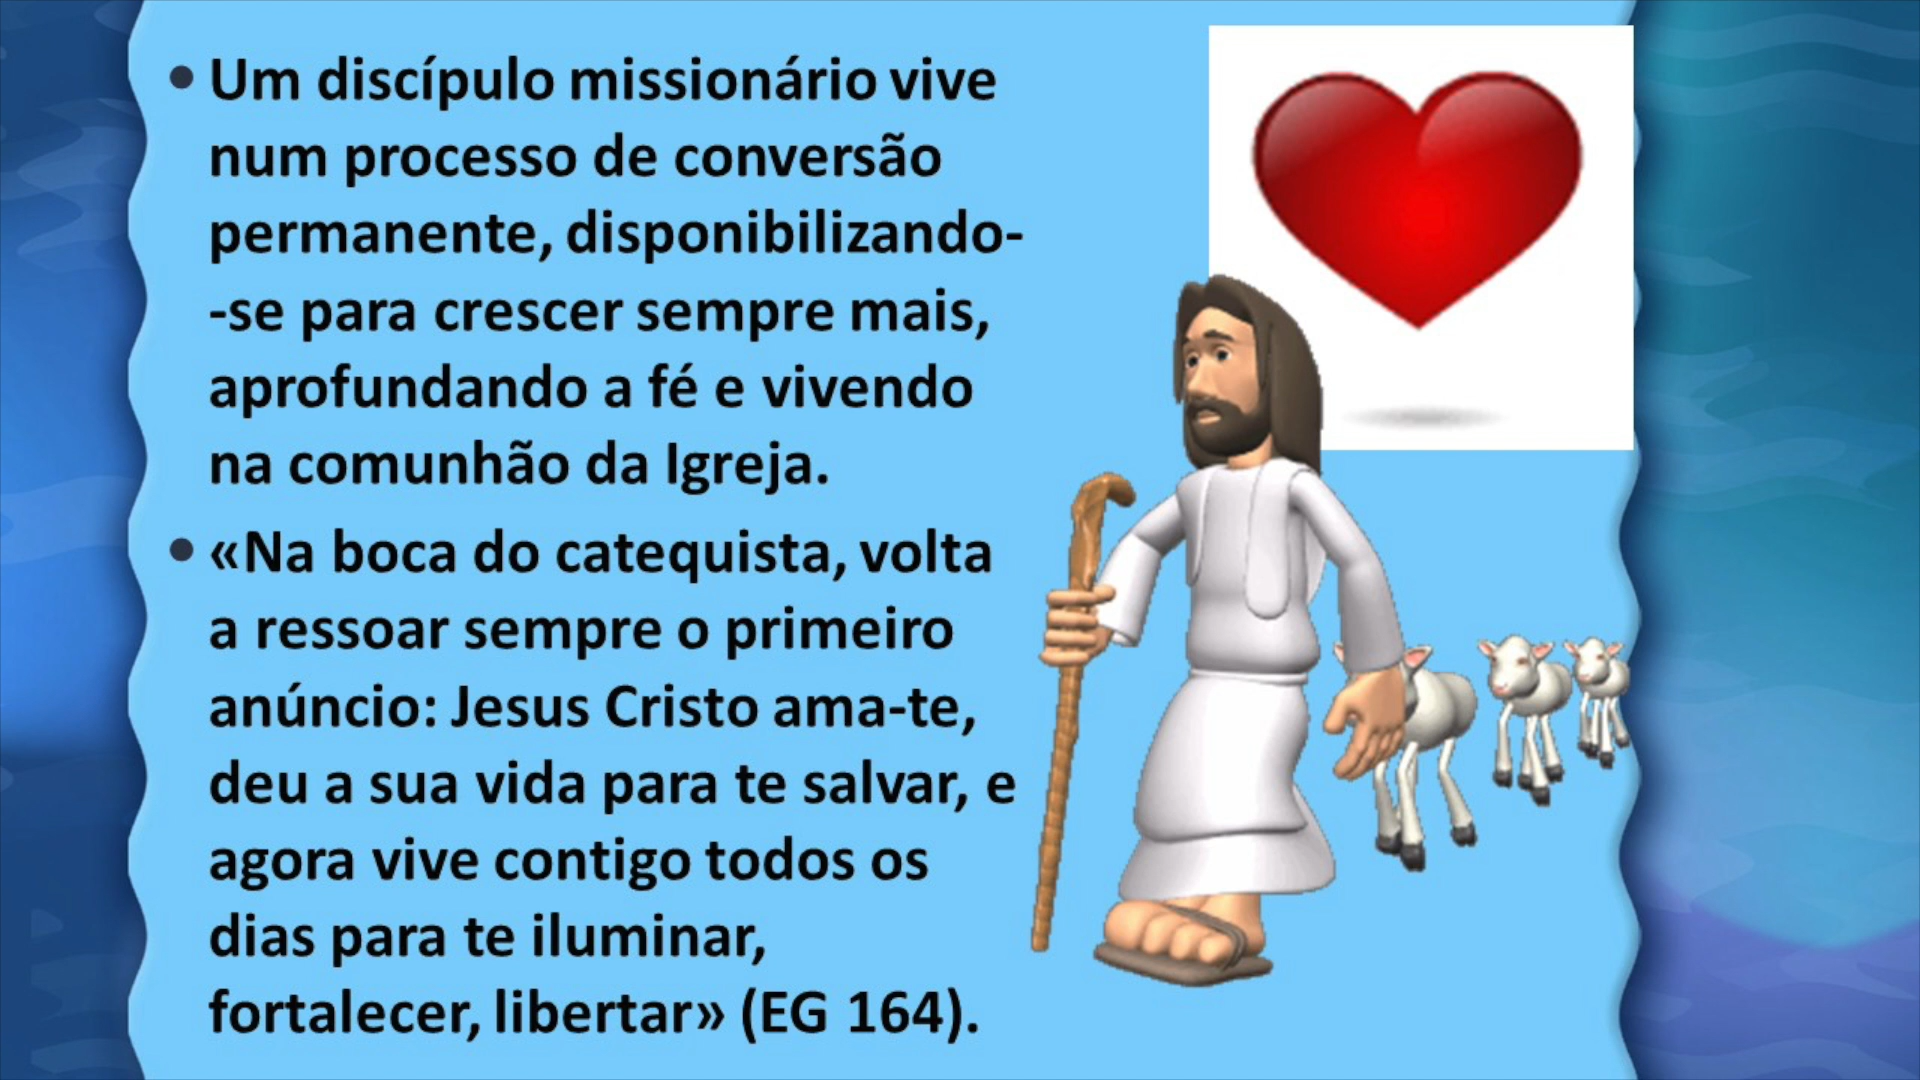 • Um discípulo missionário vive
num processo de conversão
permanente, disponibilizando-
-se para crescer sempre mais,
aprofundando a fé e vivendo
na comunhão da Igreja.
• «Na boca do catequista, volta
a ressoar sempre o primeiro
anúncio: Jesus Cristo ama-te,
deu a sua vida para te salvar, e
agora vive contigo todos os
dias para te iluminar,
fortalecer, libertar» (EG 164).